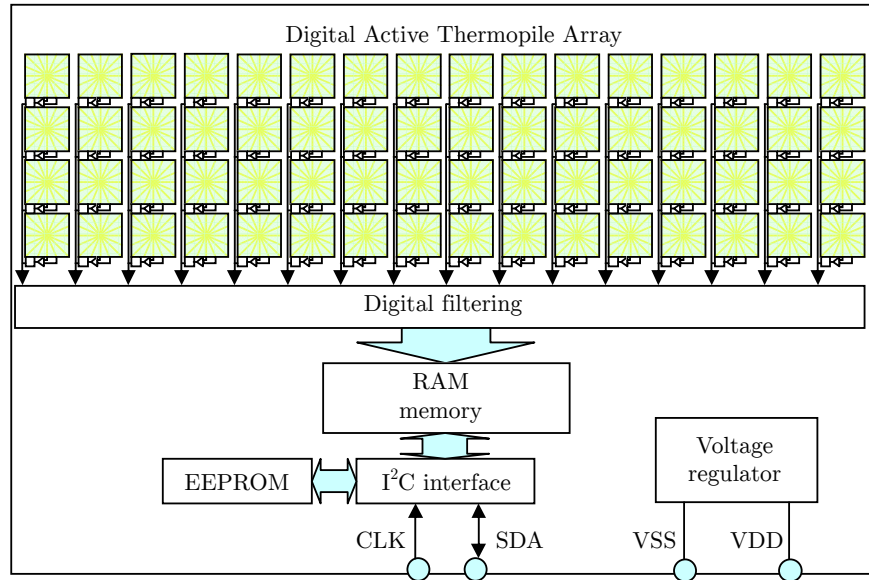 Digital Active Thermopile Array
Digital filtering
RAM
memory
Voltage
regulator
EEPROM
I²C interface
CLK
SDA
VSS
VDD